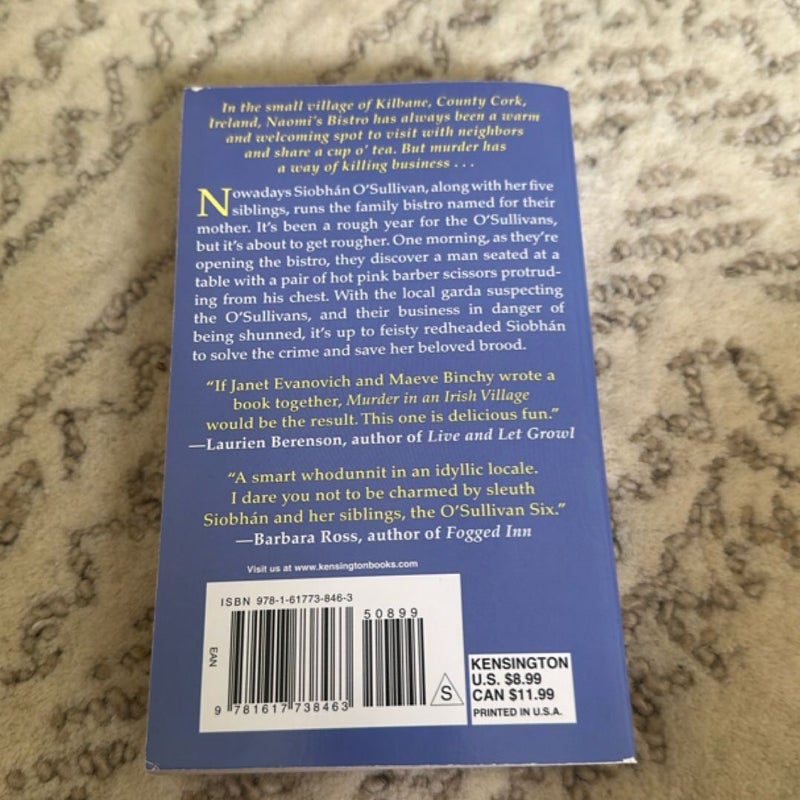 In the small village of Kilbane, County Cork,
Ireland, Naomi's Bistro has always been a warm
and welcoming spot to visit with neighbors
and share a cup o' tea. But murder has
a way of killing business . . .
Nowadays Siobhán O'Sullivan, along with her five
siblings, runs the family bistro named for their
mother. It's been a rough year for the O'Sullivans,
but it's about to get rougher. One morning, as they're
opening the bistro, they discover a man seated at a
table with a pair of hot pink barber scissors protrud-
ing from his chest. With the local garda suspecting
the O'Sullivans, and their business in danger of
being shunned, it's up to feisty redheaded Siobhán
to solve the crime and save her beloved brood.
"If Janet Evanovich and Maeve Binchy wrote a
book together, Murder in an Irish Village
would be the result. This one is delicious fun."
—Laurien Berenson, author of Live and Let Growl
"A smart whodunnit in an idyllic locale.
I dare you not to be charmed by sleuth
Siobhán and her siblings, the O'Sullivan Six."
—Barbara Ross, author of Fogged Inn
Visit us at www.kensingtonbooks.com
ISBN 978-1-61773-846-3
50899
EAN
9 781617 738463
S
KENSINGTON
U.S. $8.99
CAN $11.99
PRINTED IN U.S.A.